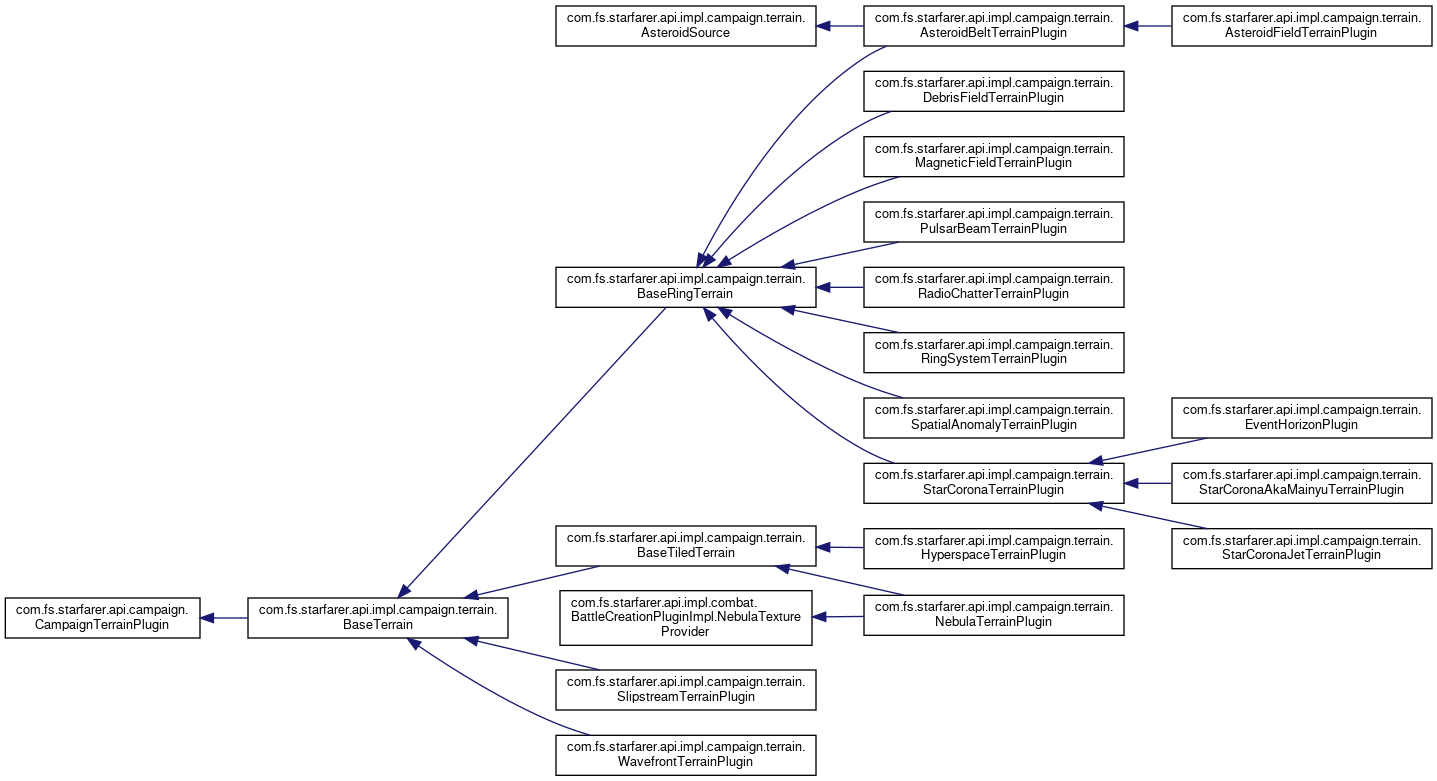 com.fs.starfarer.api.impl.campaign.terrain.
AsteroidSource
com.fs.starfarer.api.impl.campaign.terrain.
AsteroidBeltTerrainPlugin
com.fs.starfarer.api.impl.campaign.terrain.
AsteroidFieldTerrainPlugin
com.fs.starfarer.api.impl.campaign.terrain.
DebrisFieldTerrainPlugin
com.fs.starfarer.api.impl.campaign.terrain.
MagneticFieldTerrainPlugin
com.fs.starfarer.api.impl.campaign.terrain.
PulsarBeamTerrainPlugin
com.fs.starfarer.api.impl.campaign.terrain.
BaseRingTerrain
com.fs.starfarer.api.impl.campaign.terrain.
RadioChatterTerrainPlugin
com.fs.starfarer.api.impl.campaign.terrain.
RingSystemTerrainPlugin
com.fs.starfarer.api.impl.campaign.terrain.
SpatialAnomalyTerrainPlugin
com.fs.starfarer.api.impl.campaign.terrain.
EventHorizonPlugin
com.fs.starfarer.api.impl.campaign.terrain.
StarCoronaTerrainPlugin
com.fs.starfarer.api.impl.campaign.terrain.
StarCoronaAkaMainyuTerrainPlugin
com.fs.starfarer.api.impl.campaign.terrain.
BaseTiledTerrain
com.fs.starfarer.api.impl.campaign.terrain.
HyperspaceTerrainPlugin
com.fs.starfarer.api.impl.campaign.terrain.
StarCoronaJetTerrainPlugin
com.fs.starfarer.api.campaign.
CampaignTerrainPlugin
com.fs.starfarer.api.impl.campaign.terrain.
BaseTerrain
com.fs.starfarer.api.impl.combat.
BattleCreationPluginImpl.NebulaTexture
Provider
com.fs.starfarer.api.impl.campaign.terrain.
NebulaTerrainPlugin
com.fs.starfarer.api.impl.campaign.terrain.
SlipstreamTerrainPlugin
com.fs.starfarer.api.impl.campaign.terrain.
WavefrontTerrainPlugin